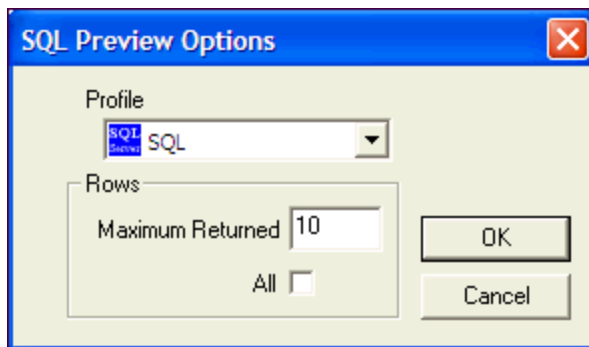 SQL Preview Options
Profile
SQL Server SQL
Rows
Maximum Returned 10
OK
All
Cancel